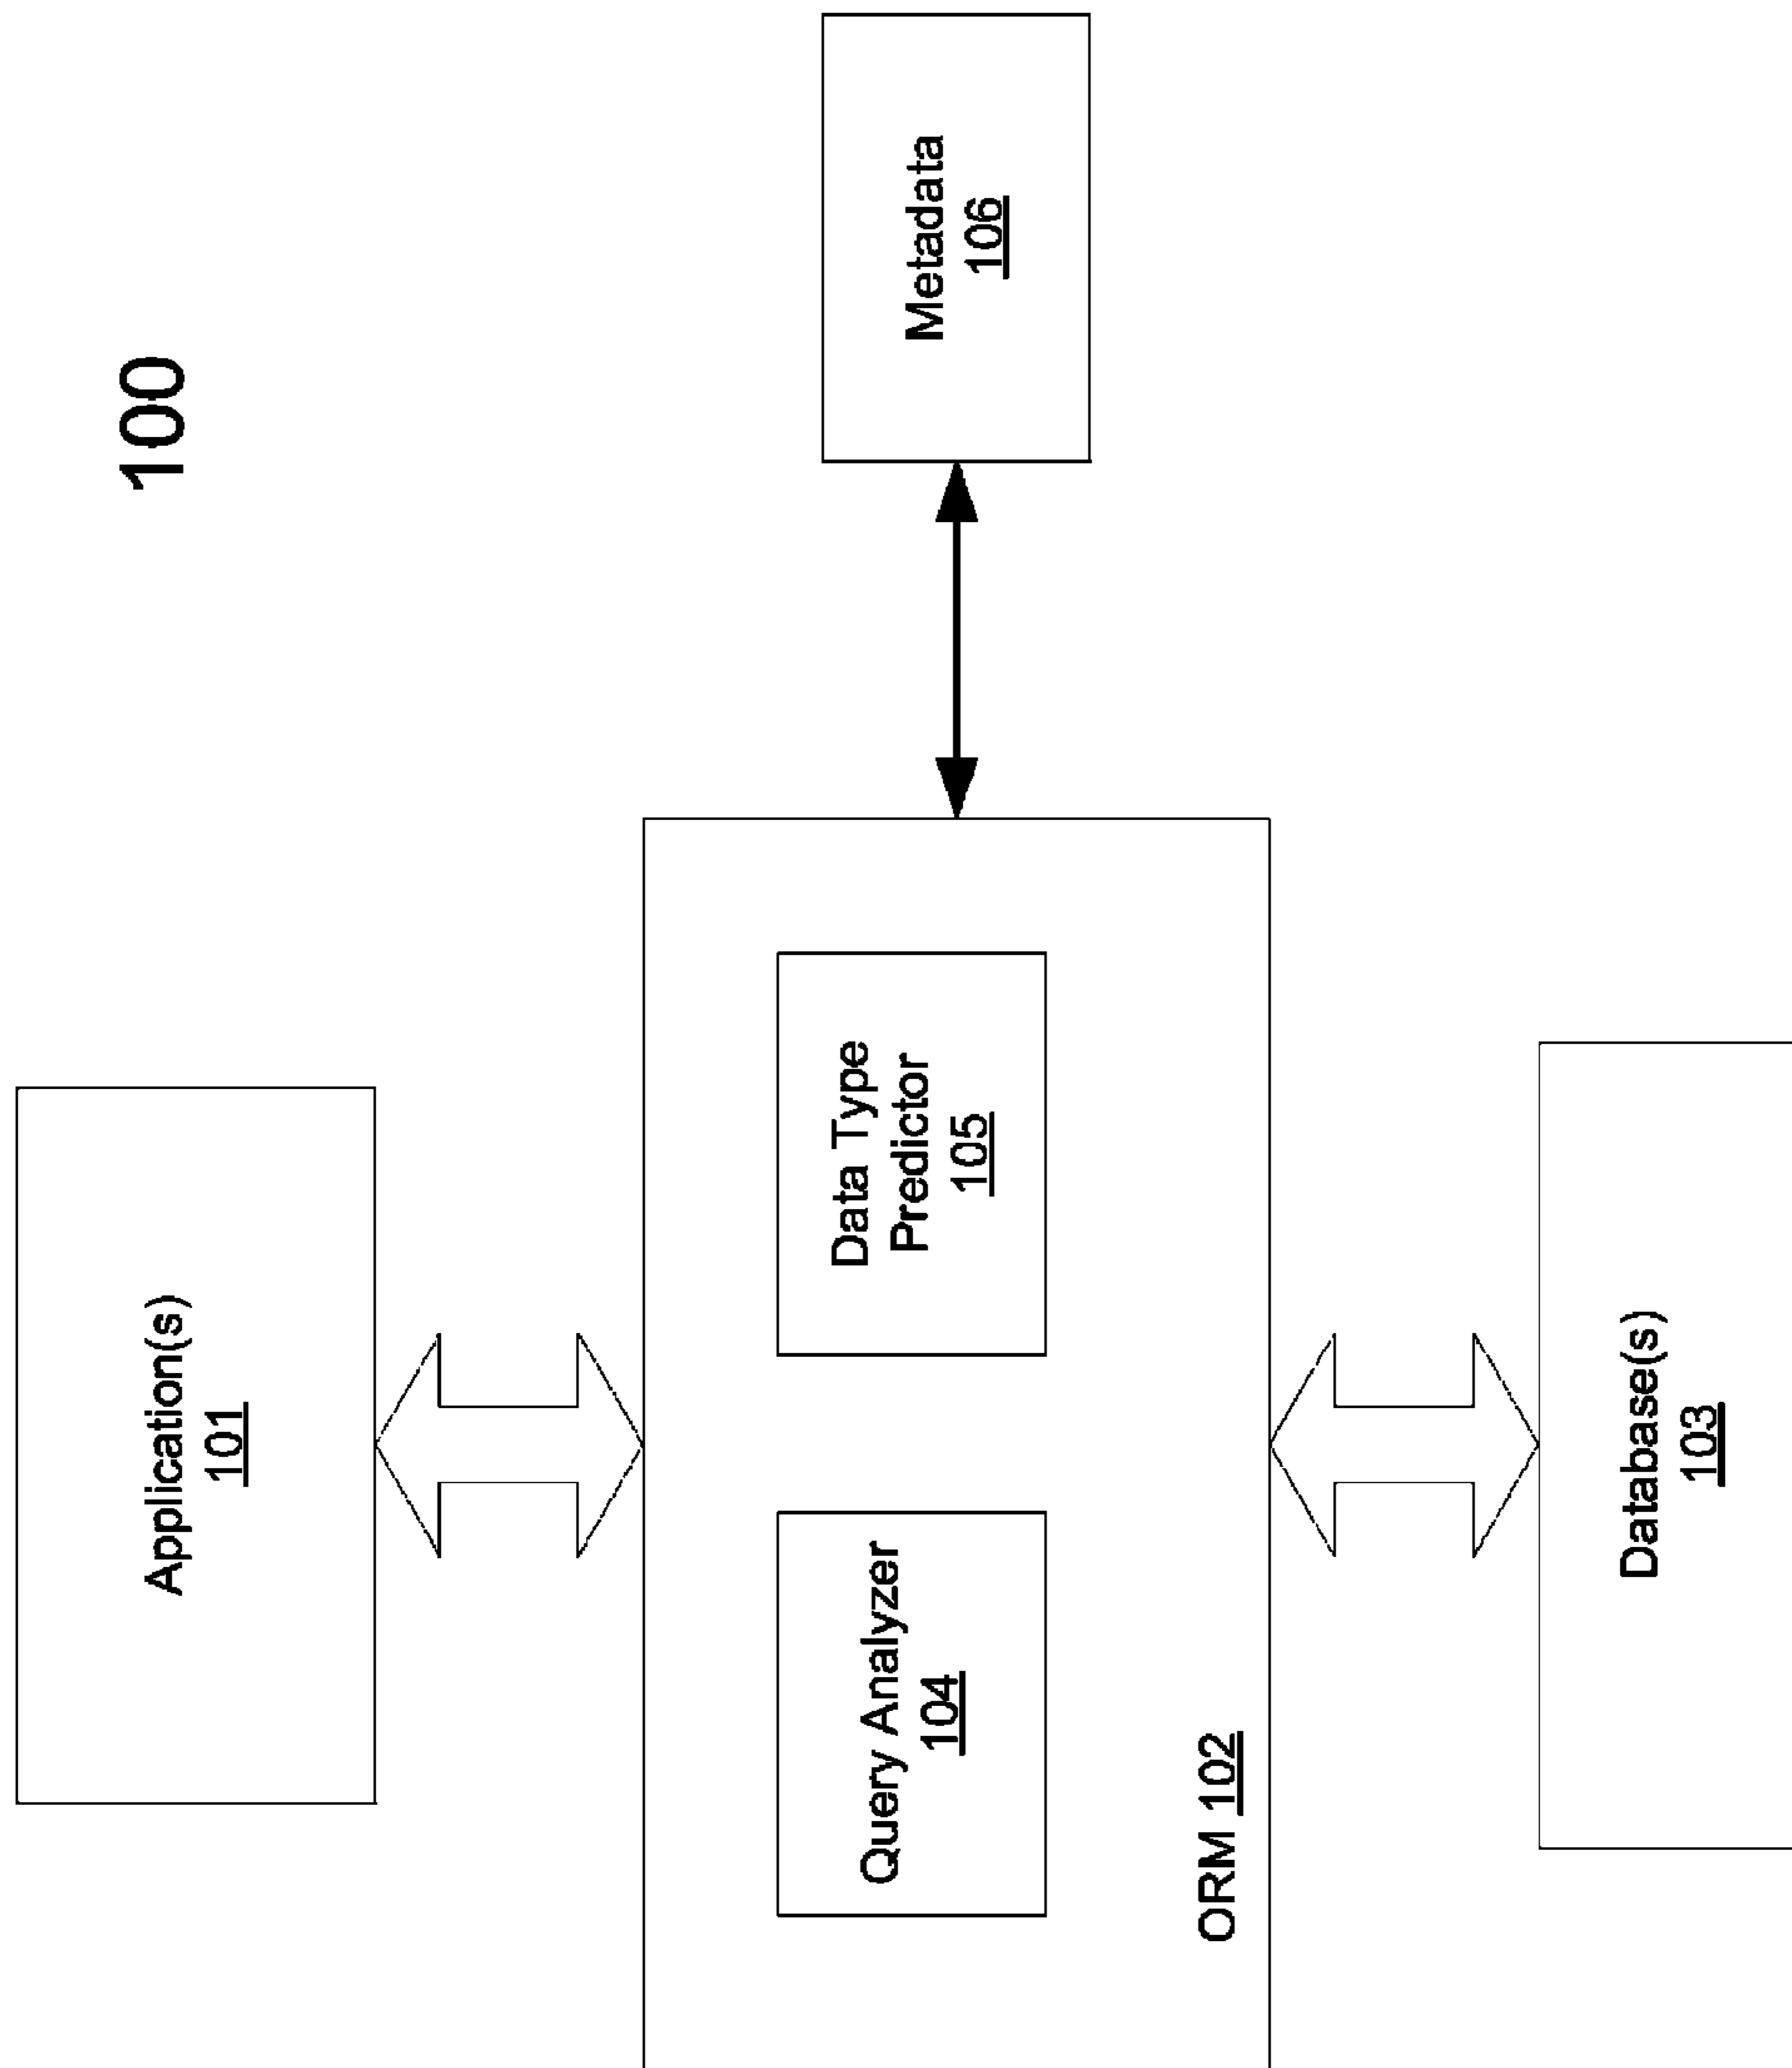 100
Application(s)
101
Query Analyzer
104
Data Type
Predictor
105
ORM 102
Metadata
106
Database(s)
103